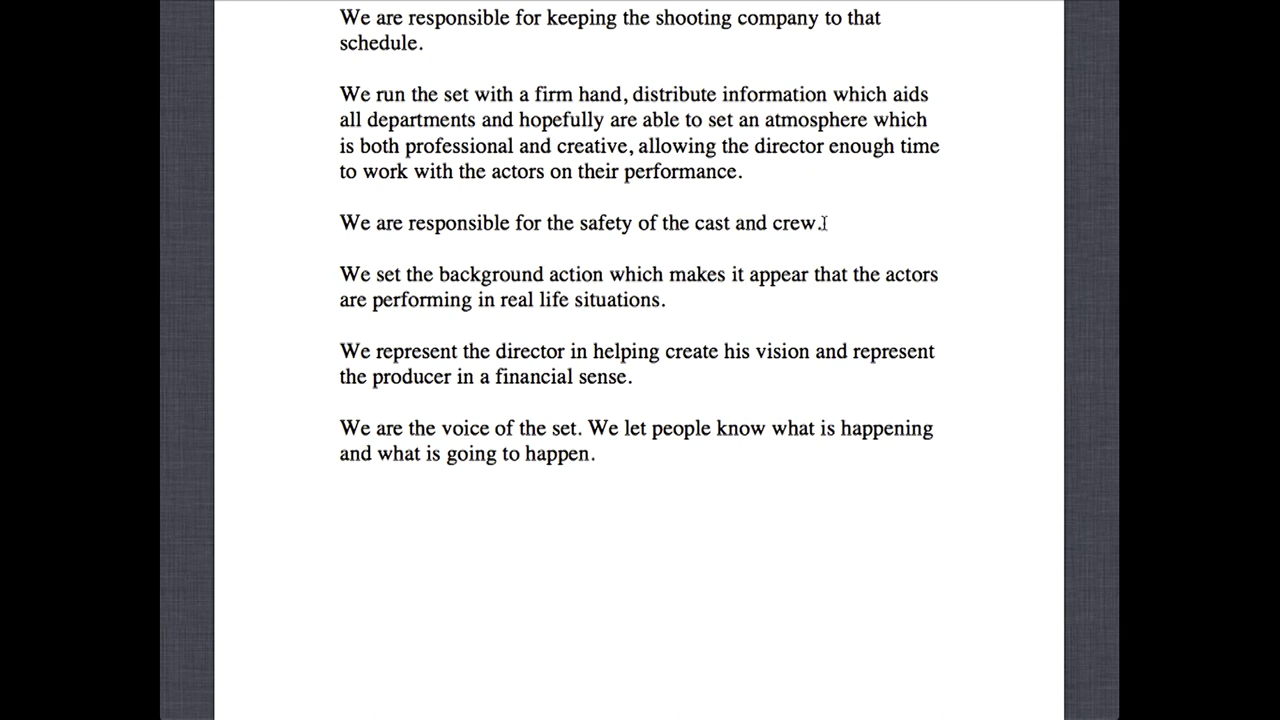 We are responsible for keeping the shooting company to that
schedule.
We run the set with a firm hand, distribute information which aids
all departments and hopefully are able to set an atmosphere which
is both professional and creative, allowing the director enough time
to work with the actors on their performance.
We are responsible for the safety of the cast and crew.
We set the background action which makes it appear that the actors
are performing in real life situations.
We represent the director in helping create his vision and represent
the producer in a financial sense.
We are the voice of the set. We let people know what is happening
and what is going to happen.